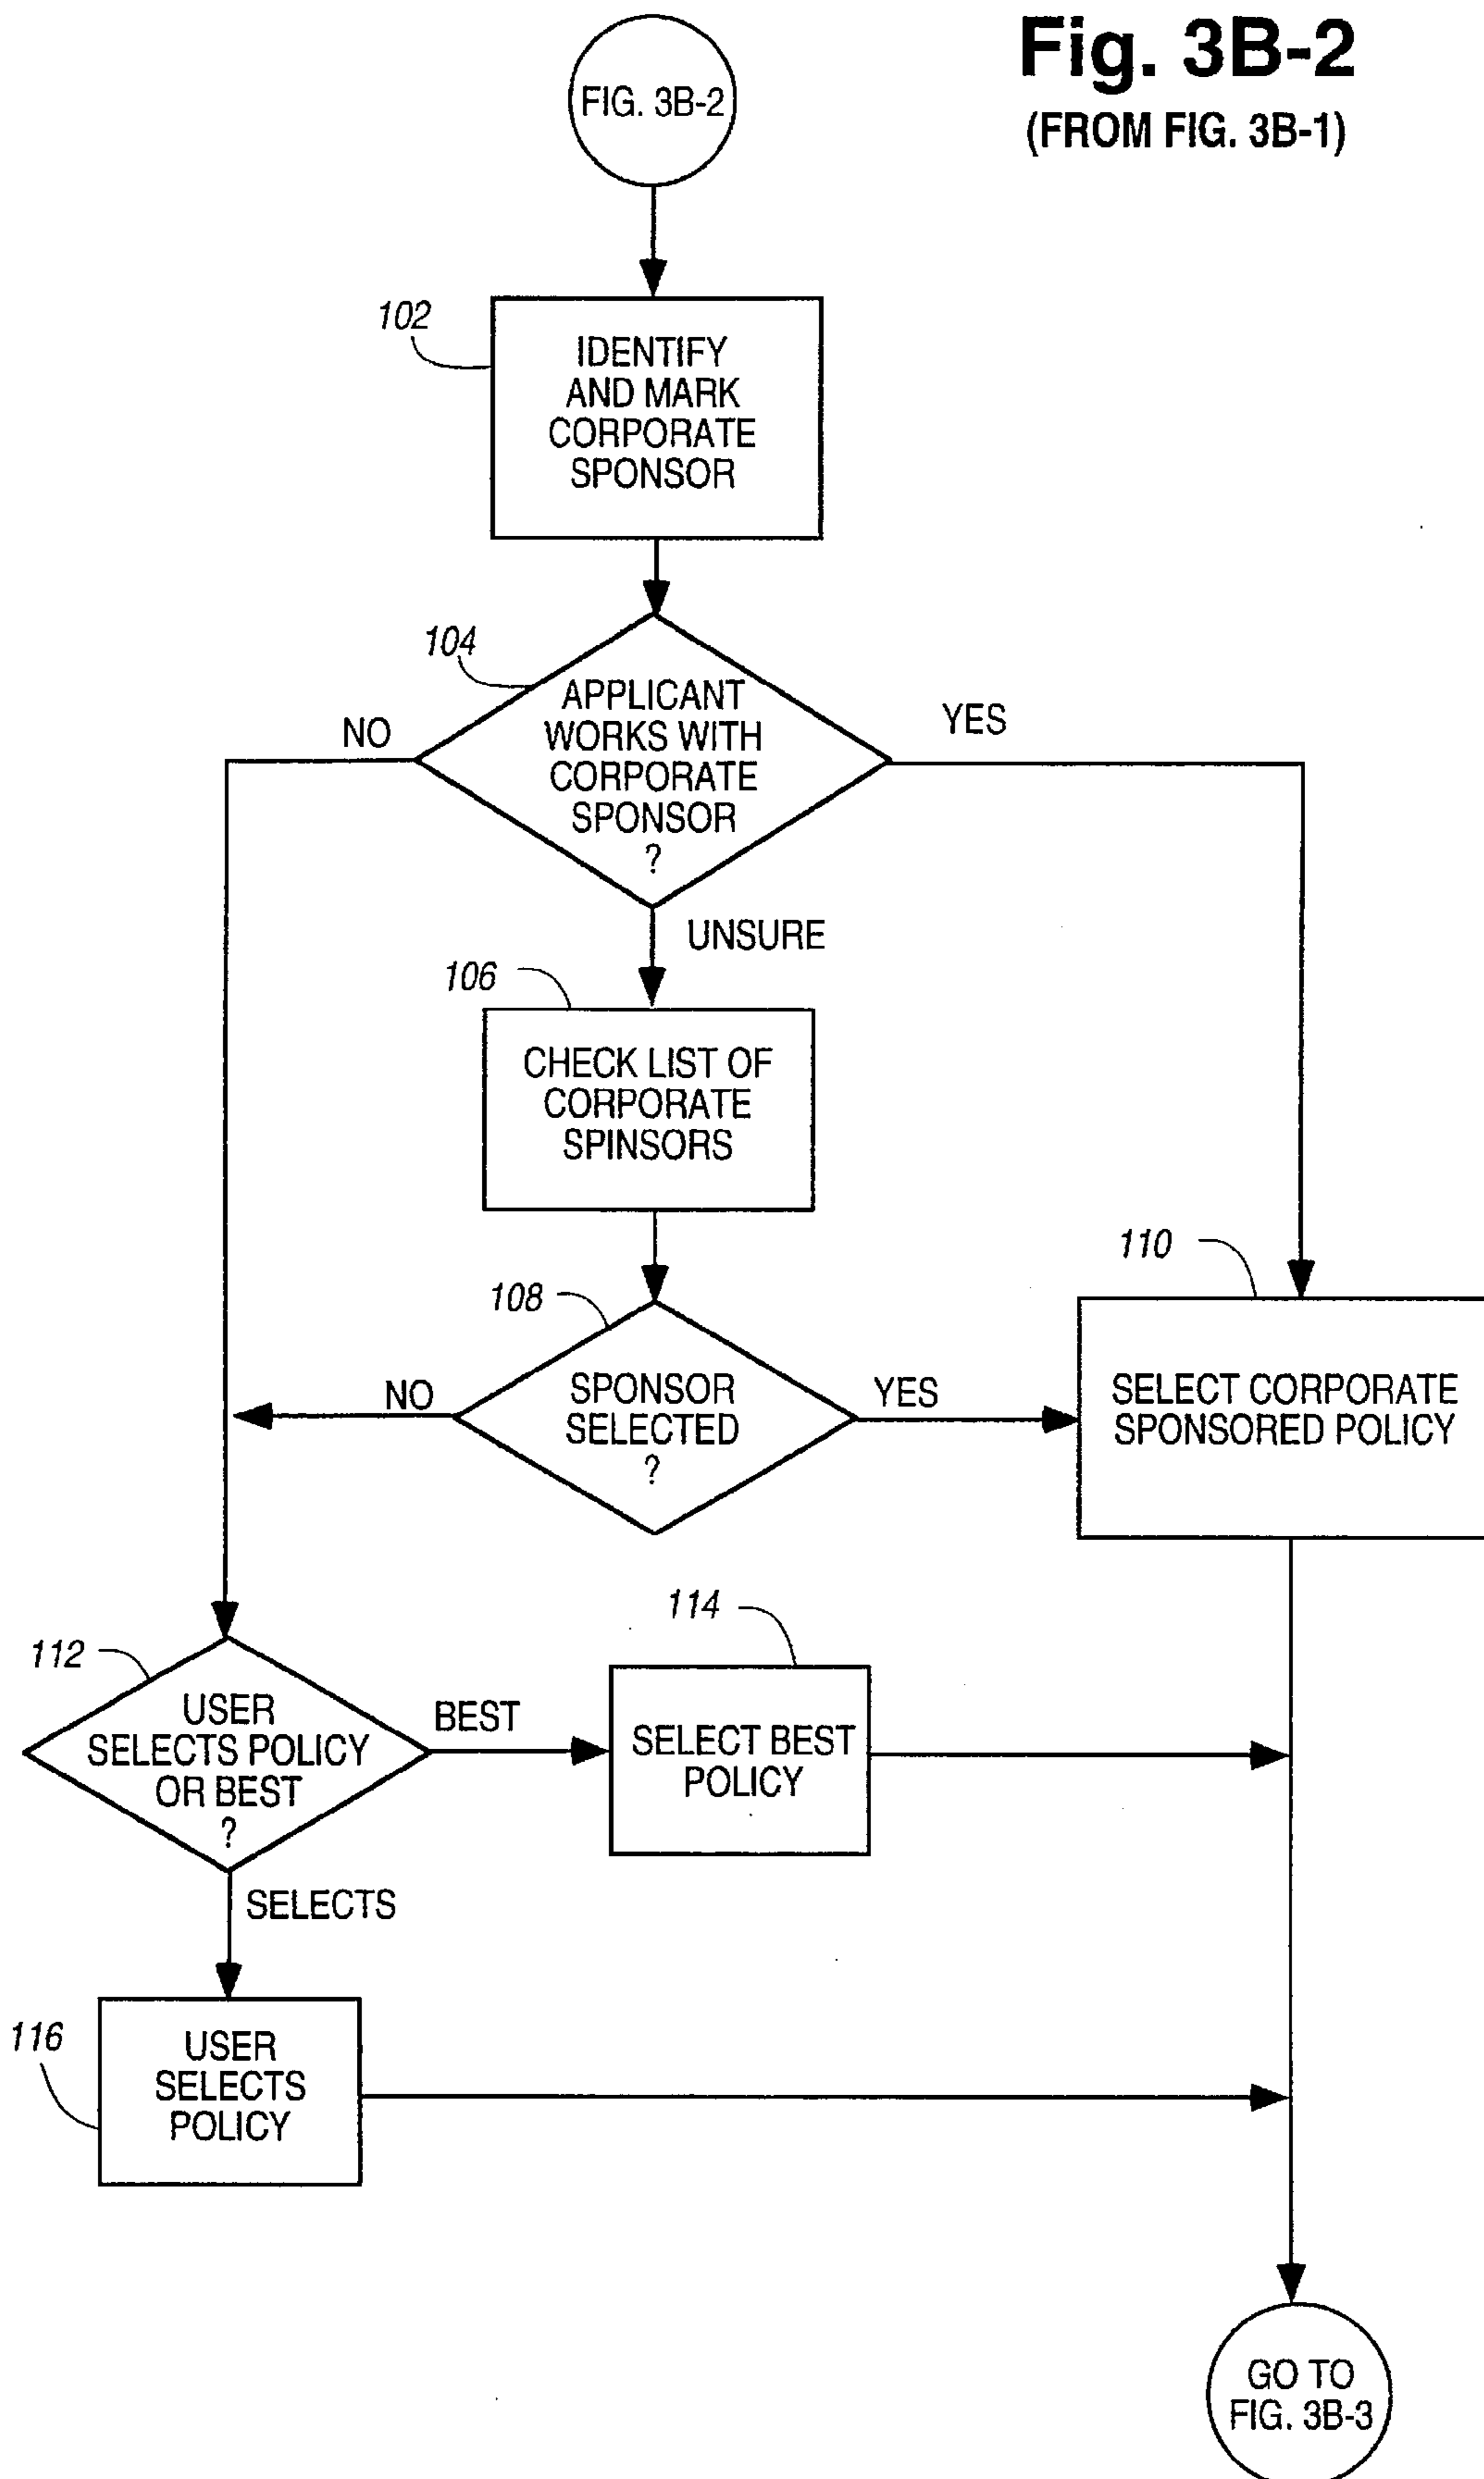 Fig. 3B-2
(FROM FIG. 3B-1)
FIG. 3B-2
102
IDENTIFY
AND MARK
CORPORATE
SPONSOR
104
APPLICANT
WORKS WITH
CORPORATE
SPONSOR
?
NO
YES
UNSURE
106
CHECK LIST OF
CORPORATE
SPINSORS
108
SPONSOR
SELECTED
?
NO
YES
110
SELECT CORPORATE
SPONSORED POLICY
112
USER
SELECTS POLICY
OR BEST
?
BEST
114
SELECT BEST
POLICY
SELECTS
116
USER
SELECTS
POLICY
GO TO
FIG. 3B-3